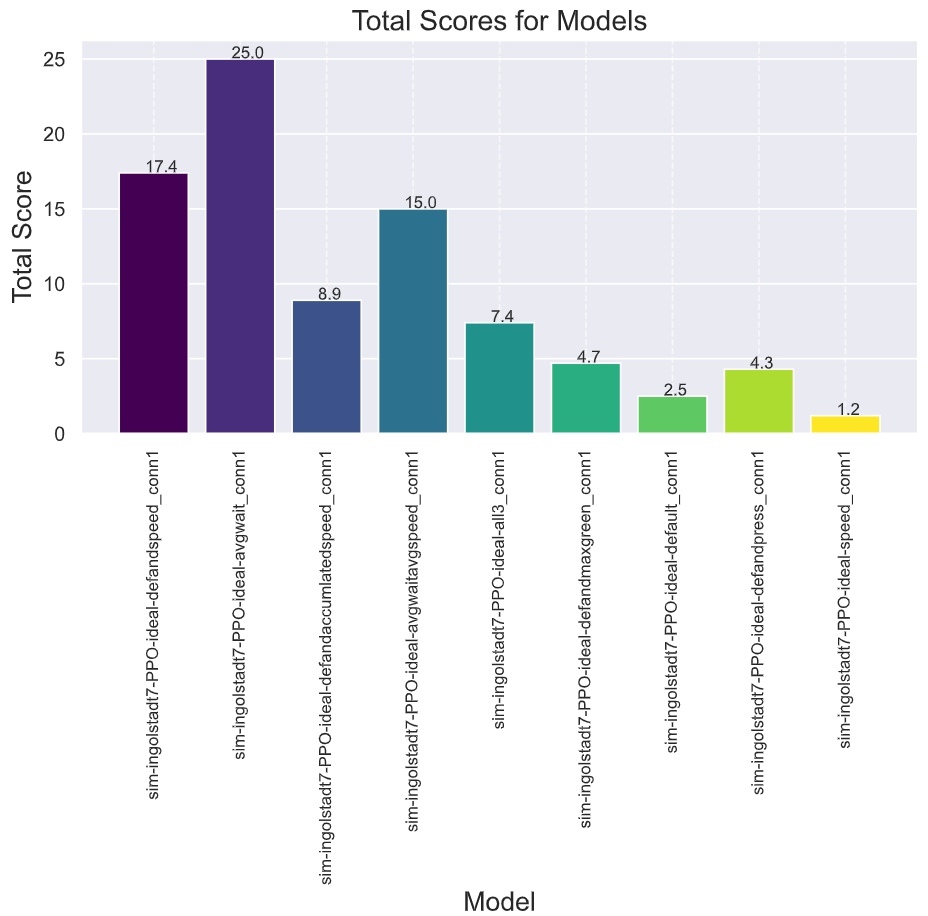 Total Scores for Models
Total Score
25
20
15
10
5
0
17.4
25.0
8.9
15.0
7.4
4.7
2.5
4.3
1.2
sim-ingolstadt7-PPO-ideal-defandspeed_conn1
sim-ingolstadt7-PPO-ideal-avgwait_conn1
sim-ingolstadt7-PPO-ideal-defandaccumlatedspeed_conn1
sim-ingolstadt7-PPO-ideal-avgwaitavgspeed_conn1
sim-ingolstadt7-PPO-ideal-all3_conn1
sim-ingolstadt7-PPO-ideal-defandmaxgreen_conn1
sim-ingolstadt7-PPO-ideal-default_conn1
sim-ingolstadt7-PPO-ideal-defandpress_conn1
sim-ingolstadt7-PPO-ideal-speed_conn1
Model